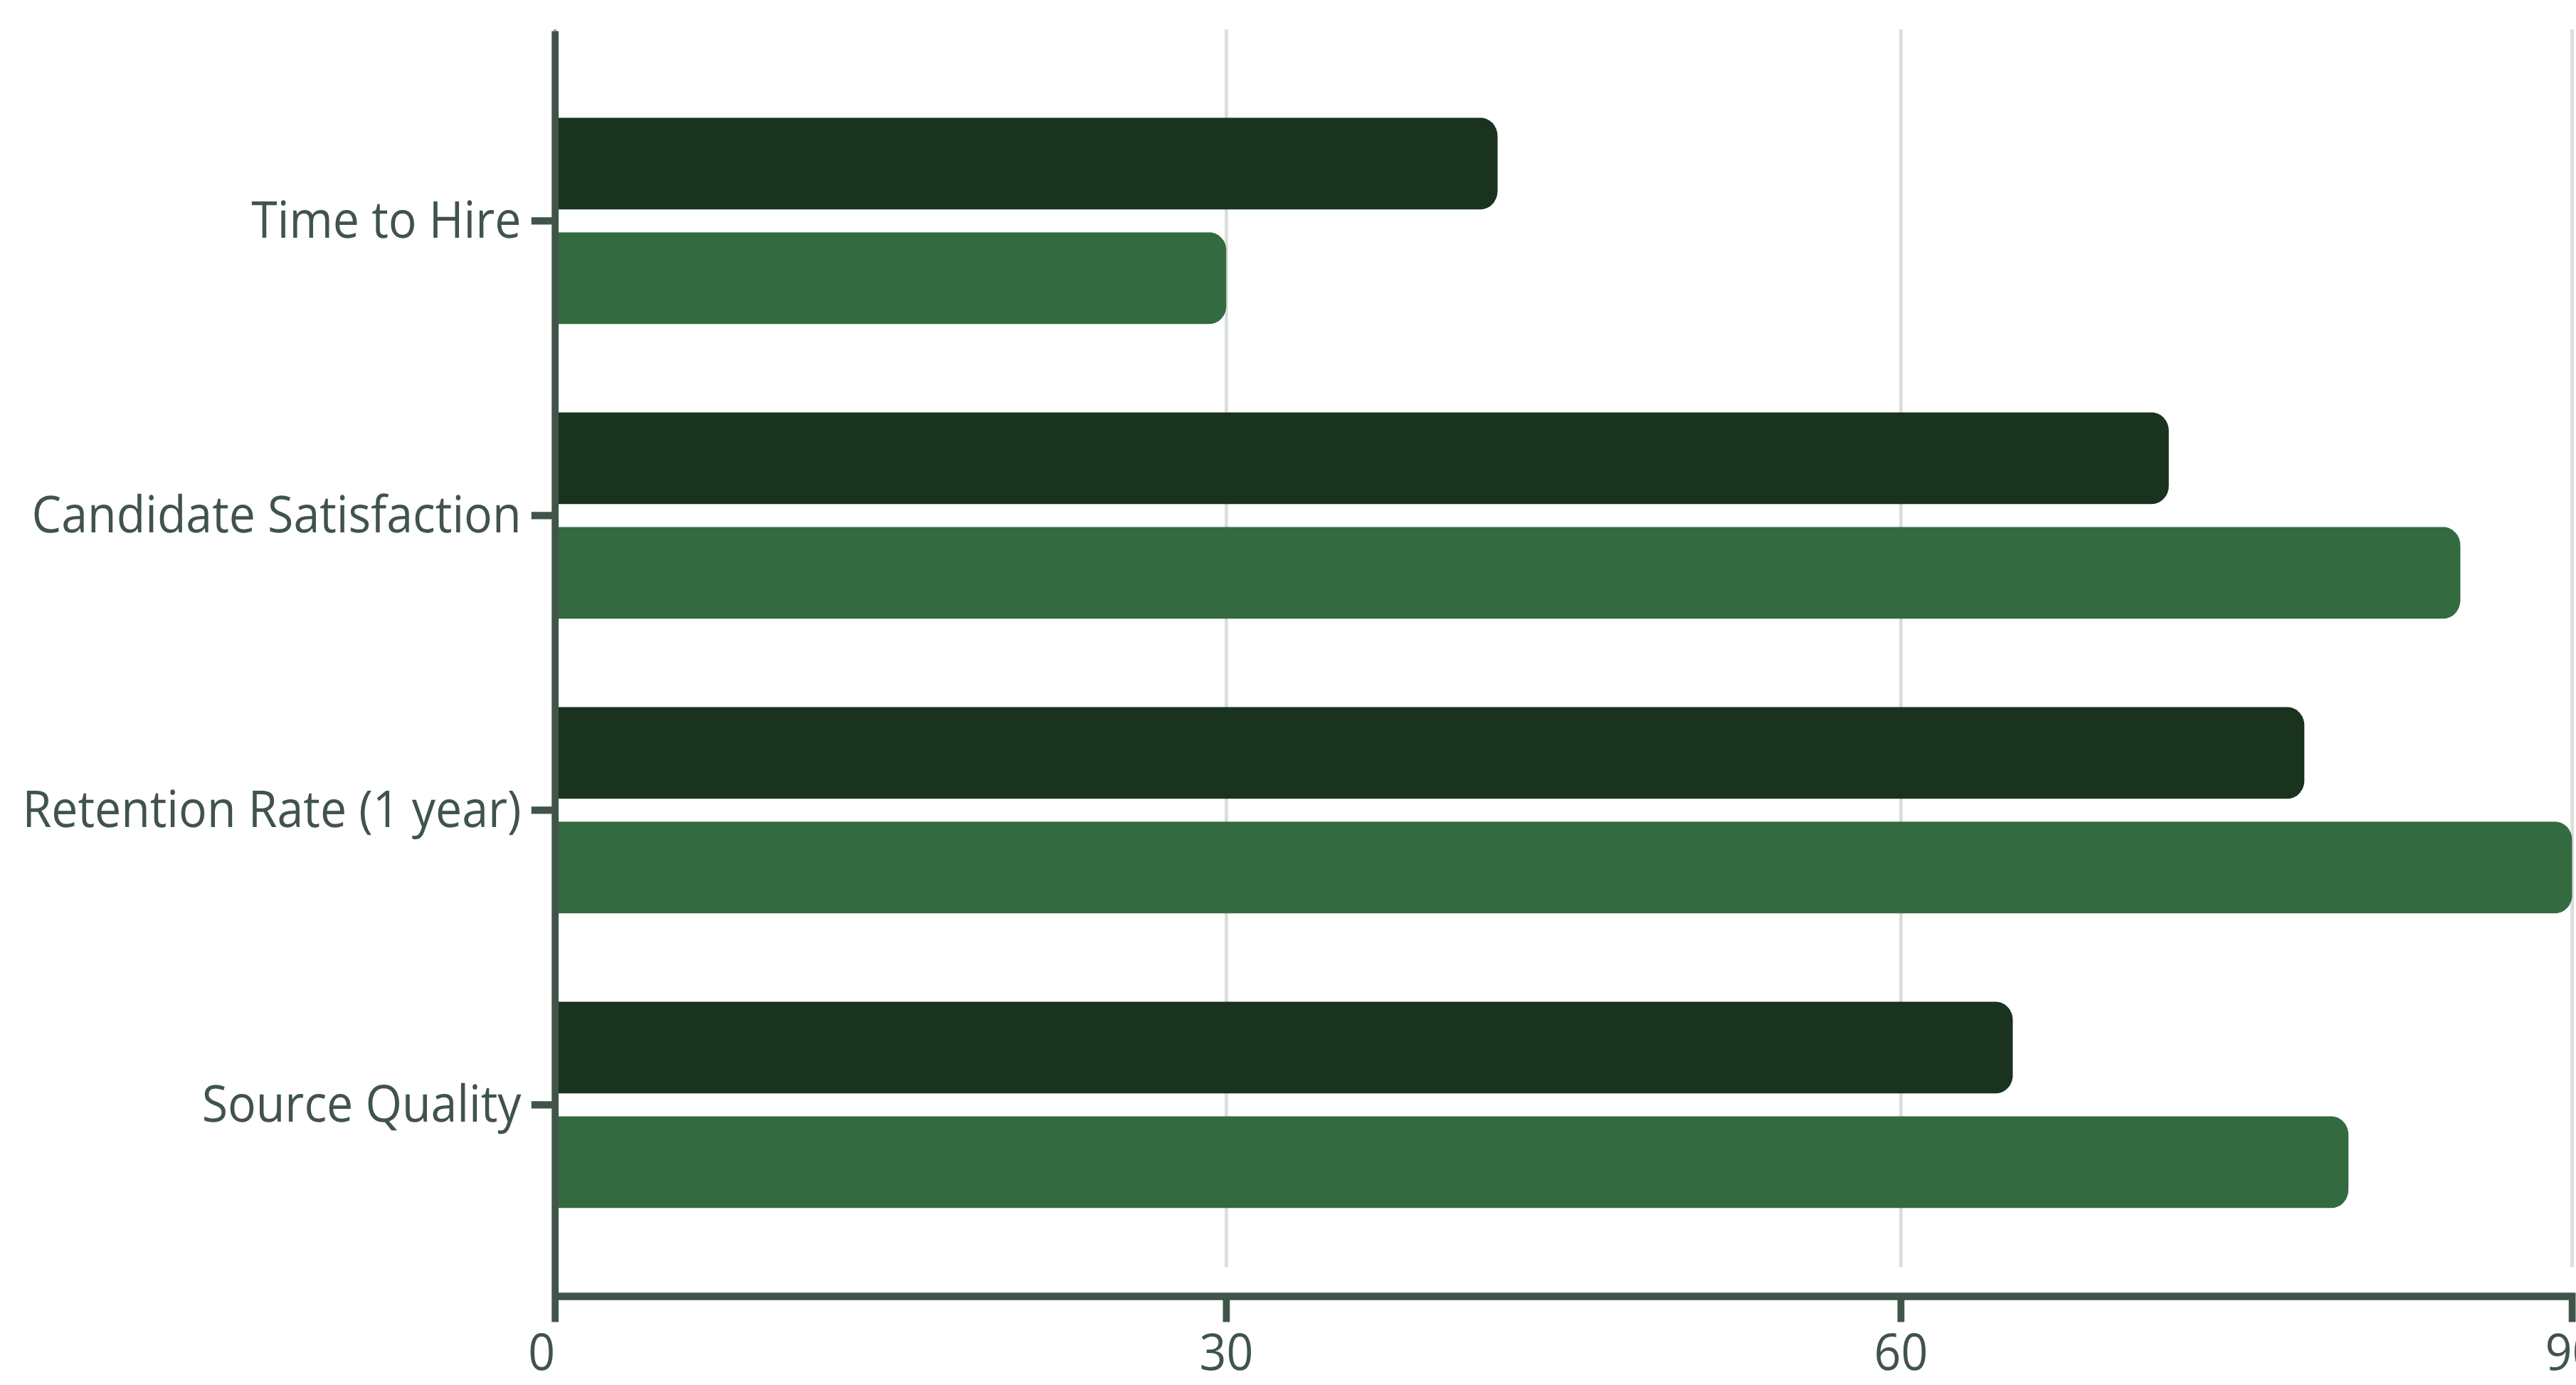 Time to Hire
Candidate Satisfaction
Retention Rate (1 year)
Source Quality
0 30 60